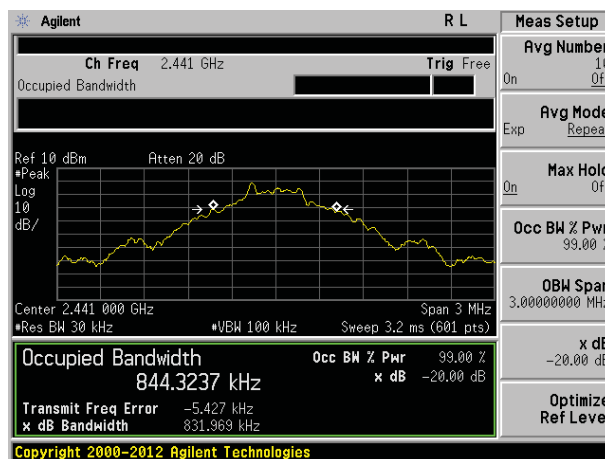 Agilent R L
Meas Setup
Ch Freq 2.441 GHz Trig Free
Occupied Bandwidth
Avg Number
On
Avg Mode
Exp Repeat
Max Hold
On Off
Occ BW % Pwr
99.00 %
OBW Span
3.00000000 MHz
x dB
-20.00 dB
Optimize
Ref Level
Ref 10 dBm Atten 20 dB
#Peak
Log
10
dB/
Center 2.441 000 GHz Span 3 MHz
#Res BW 30 kHz #VBW 100 kHz Sweep 3.2 ms (601 pts)
Occupied Bandwidth Occ BW % Pwr 99.00 %
844.3237 kHz x dB -20.00 dB
Transmit Freq Error -5.427 kHz
x dB Bandwidth 831.969 kHz
Copyright 2000-2012 Agilent Technologies